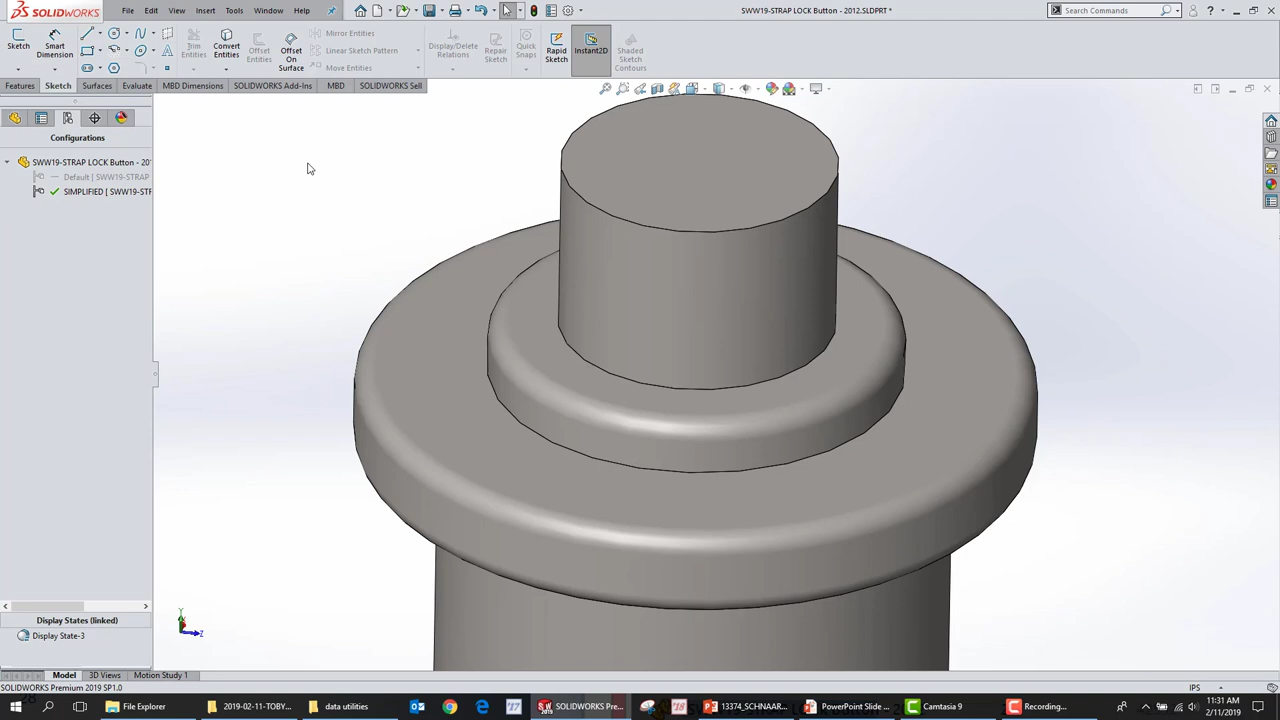 SOLIDWORKS File Edit View Insert Tools Window Help SWW19-STRAP LOCK Button - 2012.SLDPRT * Search Commands
Sketch Smart Dimension Trim Entities Convert Entities Offset Entities Offset On Surface Mirror Entities Linear Sketch Pattern Move Entities Display/Delete Relations Repair Sketch Quick Snaps Rapid Sketch Instant2D Shaded Sketch Contours
Features Sketch Surfaces Evaluate MBD Dimensions SOLIDWORKS Add-Ins MBD SOLIDWORKS Sell
Configurations
SWW19-STRAP LOCK Button - 201
Default [ SWW19-STRAP
SIMPLIFIED [ SWW19-STR
Y
Z
Display States (linked)
Display State-3
Model 3D Views Motion Study 1
SOLIDWORKS Premium 2019 SP1.0 IPS
File Explorer 2019-02-11-TOBY... data utilities '17 SOLIDWORKS Pre... '18 13374_SCHNAAR... PowerPoint Slide ... Camtasia 9 Recording...
11:31 AM
2/11/2019